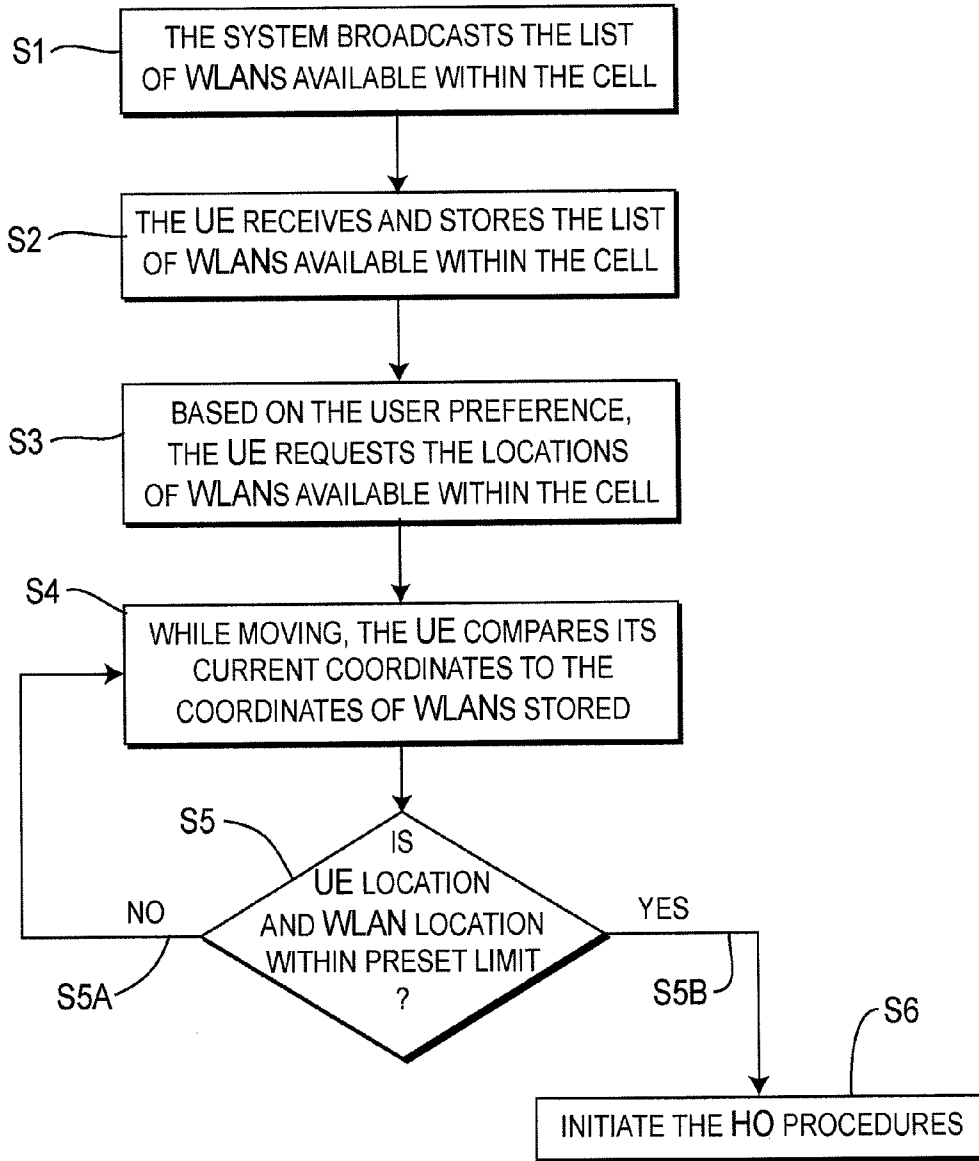 S1
THE SYSTEM BROADCASTS THE LIST
OF WLANS AVAILABLE WITHIN THE CELL
S2
THE UE RECEIVES AND STORES THE LIST
OF WLANS AVAILABLE WITHIN THE CELL
S3
BASED ON THE USER PREFERENCE,
THE UE REQUESTS THE LOCATIONS
OF WLANS AVAILABLE WITHIN THE CELL
S4
WHILE MOVING, THE UE COMPARES ITS
CURRENT COORDINATES TO THE
COORDINATES OF WLANS STORED
S5
IS
UE LOCATION
AND WLAN LOCATION
WITHIN PRESET LIMIT
?
NO
S5A
YES
S5B
S6
INITIATE THE HO PROCEDURES